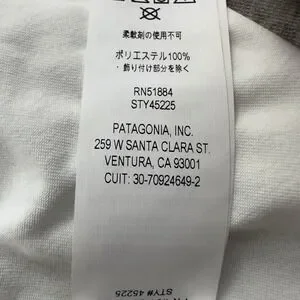 柔軟剤の使用不可
ポリエステル100%
・飾り付け部分を除く
RN51884
STY45225
PATAGONIA, INC.
259 W SANTA CLARA ST.
VENTURA, CA 93001
CUIT: 30-70924649-2
STY# 45225